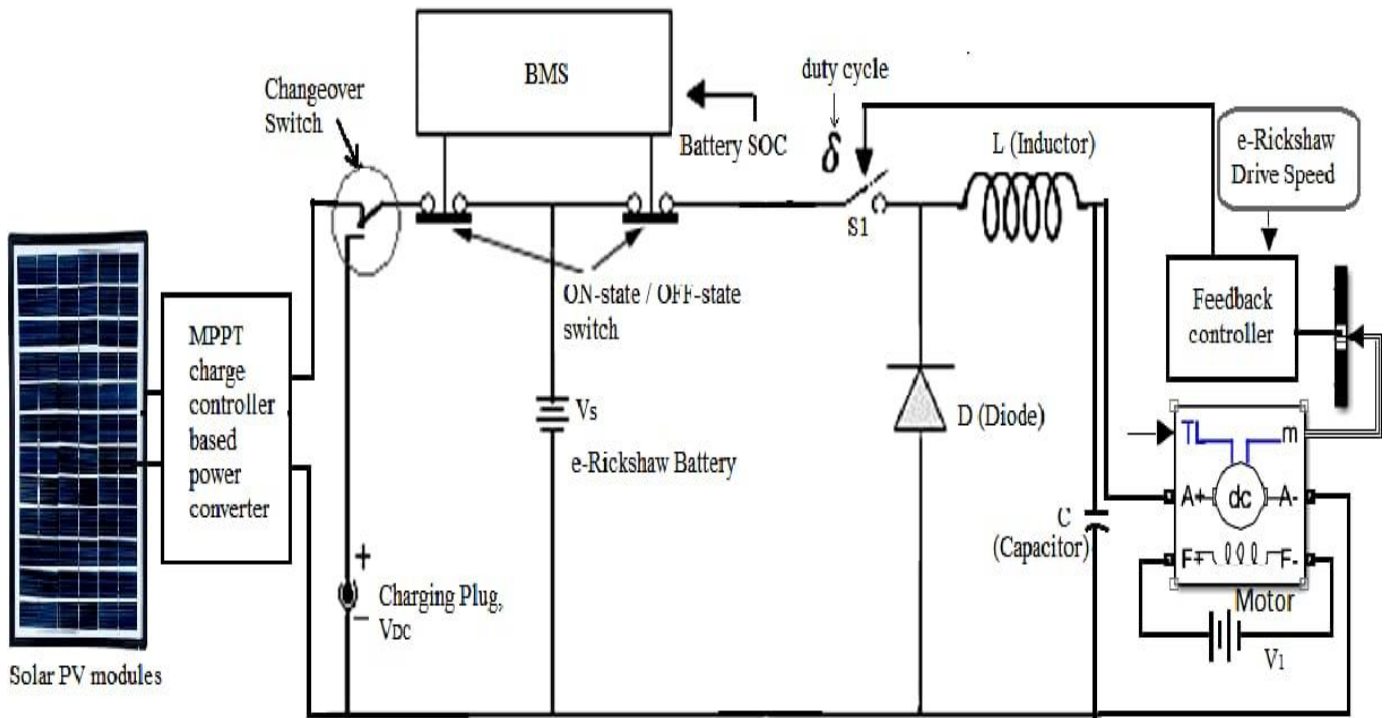 BMS
Changeover
Switch
Battery SOC
duty cycle
δ
S1
L (Inductor)
e-Rickshaw
Drive Speed
Feedback
controller
ON-state / OFF-state
switch
MPPT
charge
controller
based
power
converter
Vs
e-Rickshaw Battery
D (Diode)
C
(Capacitor)
TL
m
A+
dc
A-
F+
F-
Motor
V1
+
Charging Plug,
VDC
−
Solar PV modules